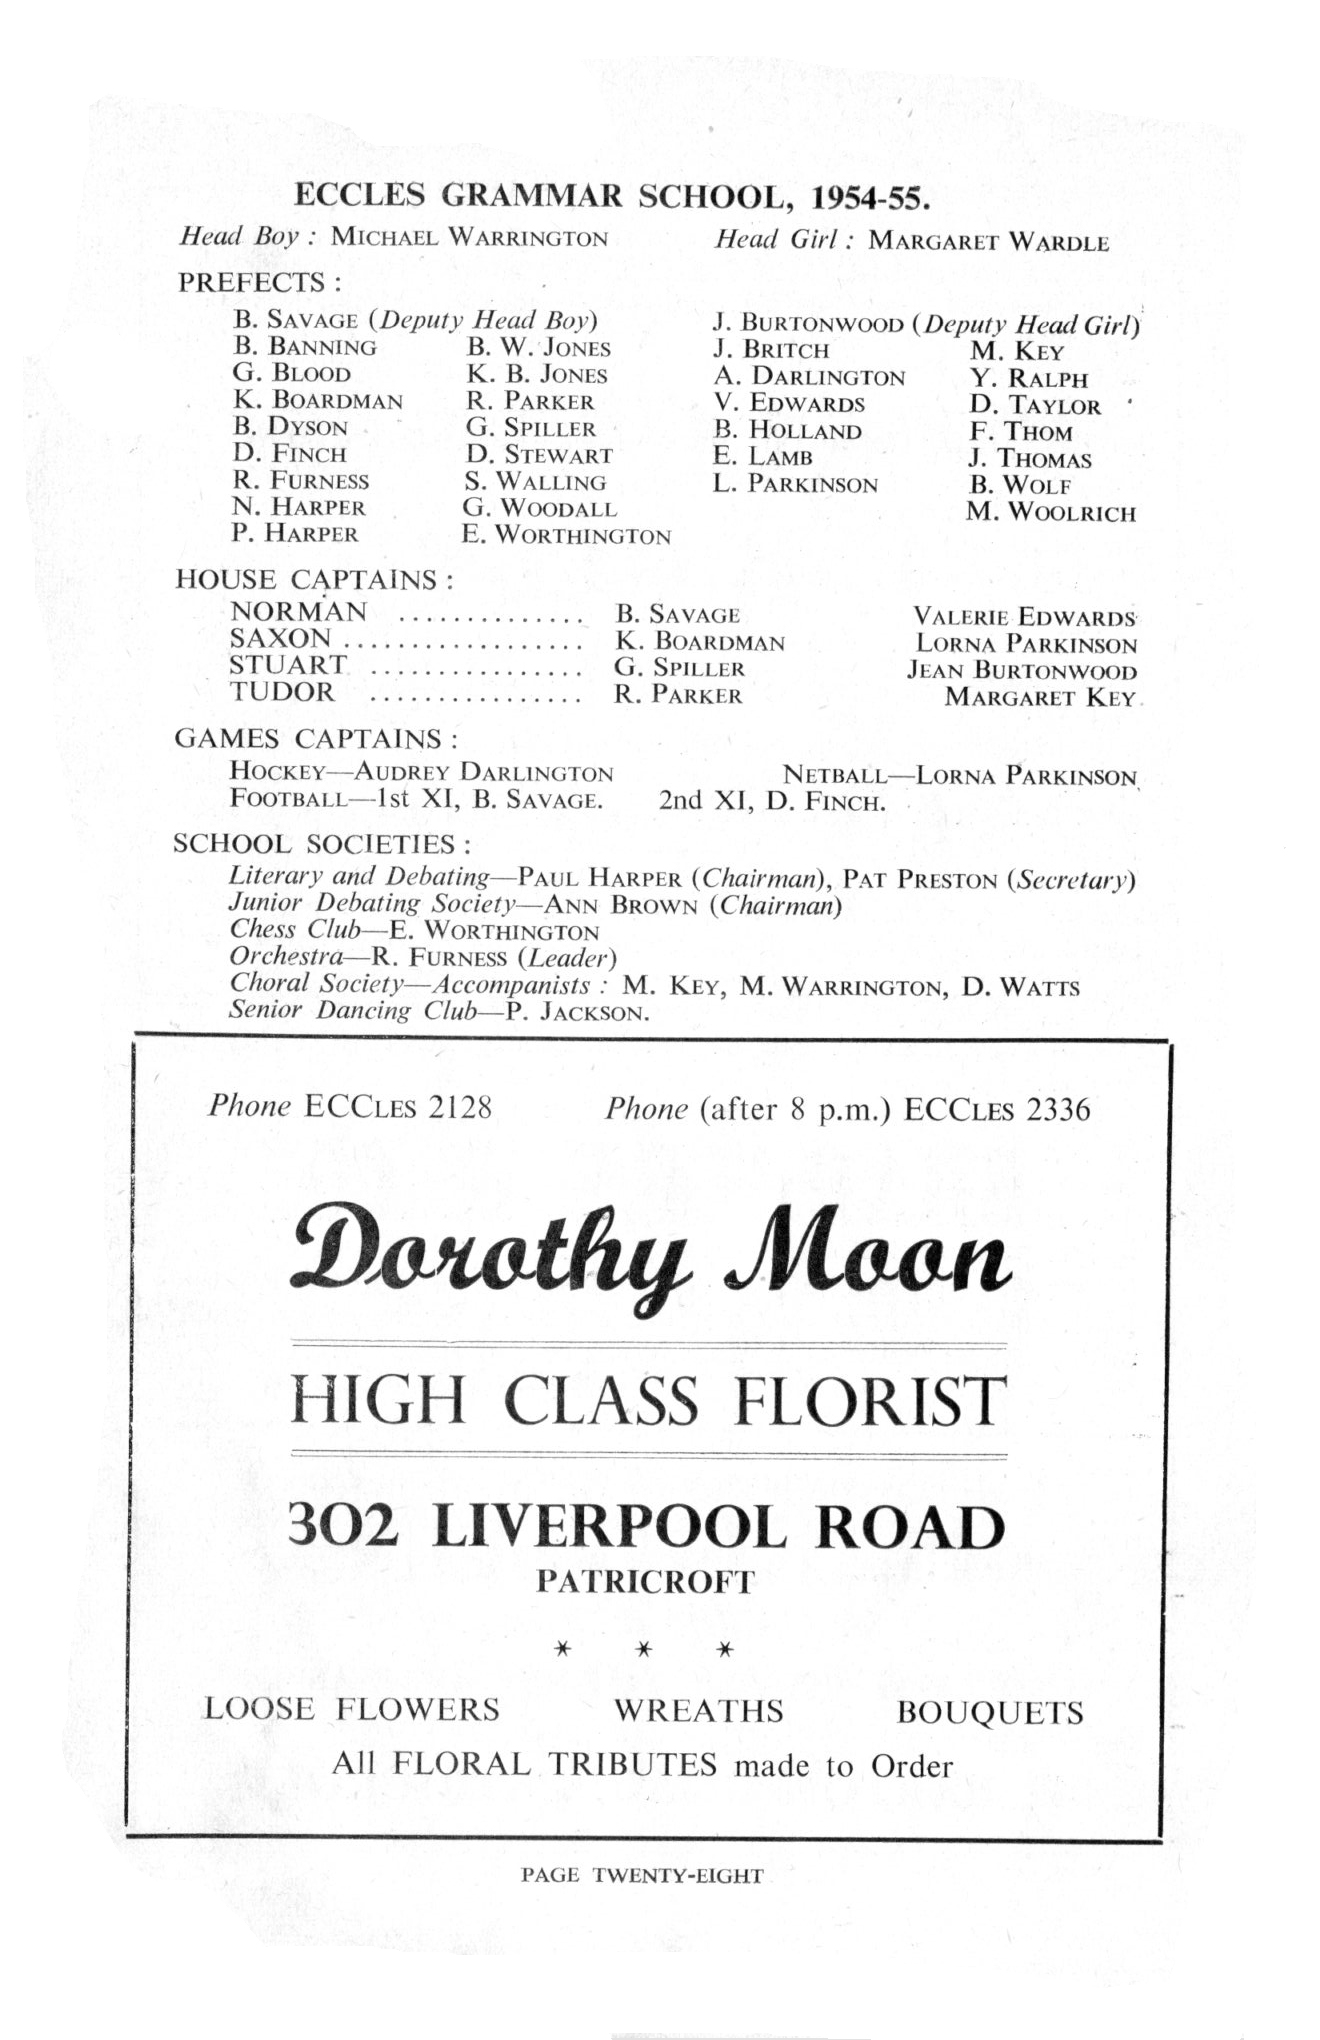 ECCLES GRAMMAR SCHOOL, 1954-55.
Head Boy : MICHAEL WARRINGTON Head Girl : MARGARET WARDLE
PREFECTS :
B. SAVAGE (Deputy Head Boy) J. BURTONWOOD (Deputy Head Girl)
B. BANNING B. W. JONES J. BRITCH M. KEY
G. BLOOD K. B. JONES A. DARLINGTON Y. RALPH
K. BOARDMAN R. PARKER V. EDWARDS D. TAYLOR
B. DYSON G. SPILLER B. HOLLAND F. THOM
D. FINCH D. STEWART E. LAMB J. THOMAS
R. FURNESS S. WALLING L. PARKINSON B. WOLF
N. HARPER G. WOODALL M. WOOLRICH
P. HARPER E. WORTHINGTON
HOUSE CAPTAINS :
NORMAN .............. B. SAVAGE VALERIE EDWARDS
SAXON .................. K. BOARDMAN LORNA PARKINSON
STUART ................ G. SPILLER JEAN BURTONWOOD
TUDOR ................ R. PARKER MARGARET KEY
GAMES CAPTAINS :
HOCKEY—AUDREY DARLINGTON NETBALL—LORNA PARKINSON
FOOTBALL—1st XI, B. SAVAGE. 2nd XI, D. FINCH.
SCHOOL SOCIETIES :
Literary and Debating—PAUL HARPER (Chairman), PAT PRESTON (Secretary)
Junior Debating Society—ANN BROWN (Chairman)
Chess Club—E. WORTHINGTON
Orchestra—R. FURNESS (Leader)
Choral Society—Accompanists : M. KEY, M. WARRINGTON, D. WATTS
Senior Dancing Club—P. JACKSON.
Phone ECCLES 2128 Phone (after 8 p.m.) ECCLES 2336
Dorothy Moon
HIGH CLASS FLORIST
302 LIVERPOOL ROAD
PATRICROFT
* * *
LOOSE FLOWERS WREATHS BOUQUETS
All FLORAL TRIBUTES made to Order
PAGE TWENTY-EIGHT